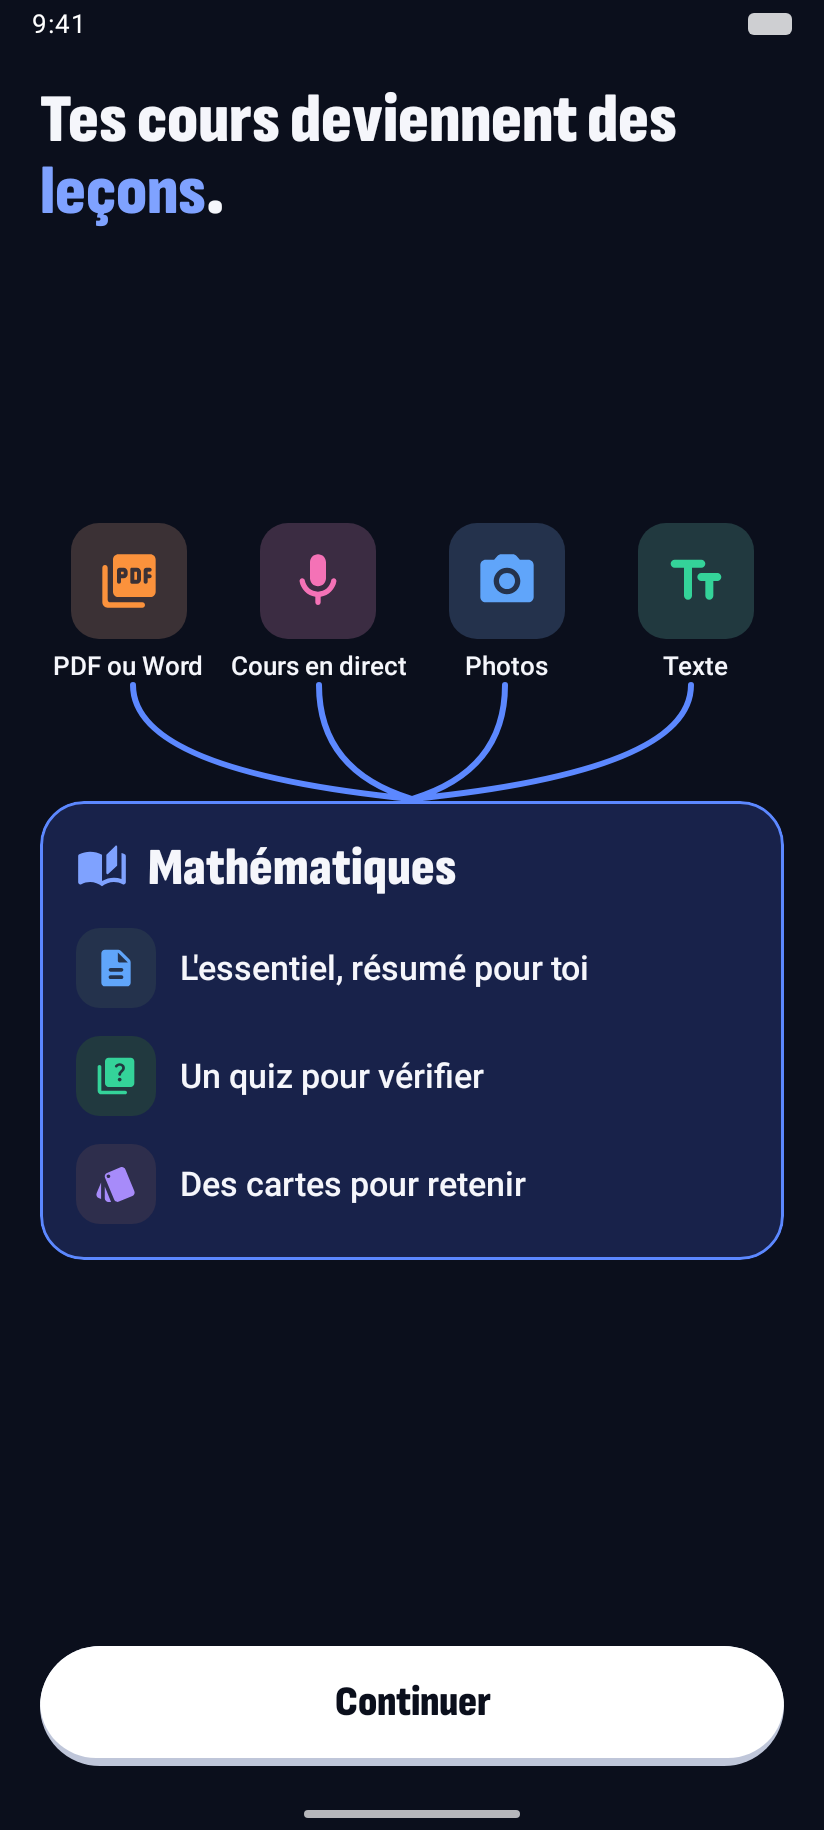 9:41
Tes cours deviennent des
leçons.
PDF
PDF ou Word
Cours en direct
Photos
Tт
Texte
Mathématiques
L'essentiel, résumé pour toi
?
Un quiz pour vérifier
Des cartes pour retenir
Continuer